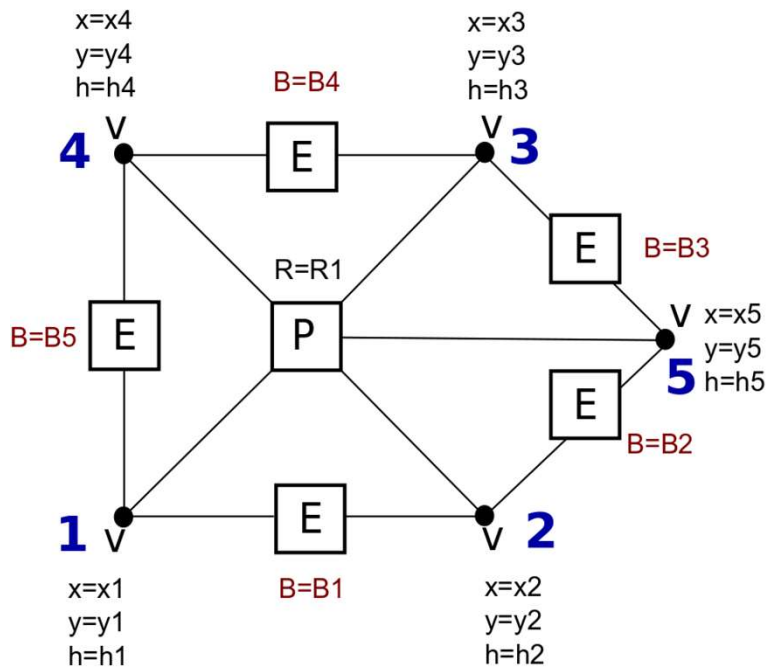 x=x4
y=y4
h=h4
V
4
B=B4
E
x=x3
y=y3
h=h3
V
3
E
B=B3
R=R1
P
B=B5
E
V
5
x=x5
y=y5
h=h5
E
B=B2
1
V
x=x1
y=y1
h=h1
E
B=B1
2
V
x=x2
y=y2
h=h2